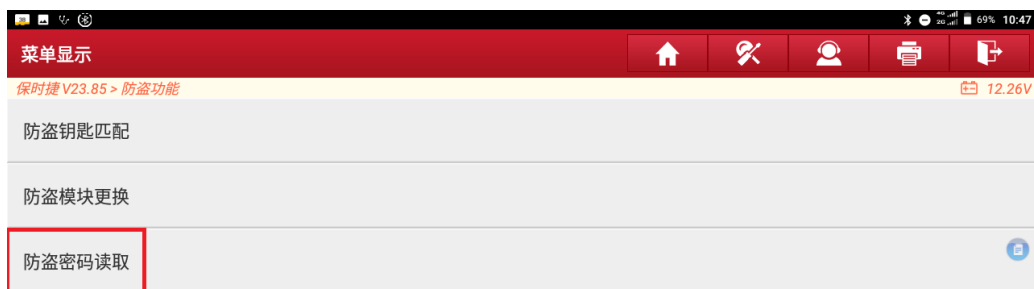 69% 10:47
菜单显示
保时捷 V23.85 > 防盗功能 12.26V
防盗钥匙匹配
防盗模块更换
防盗密码读取